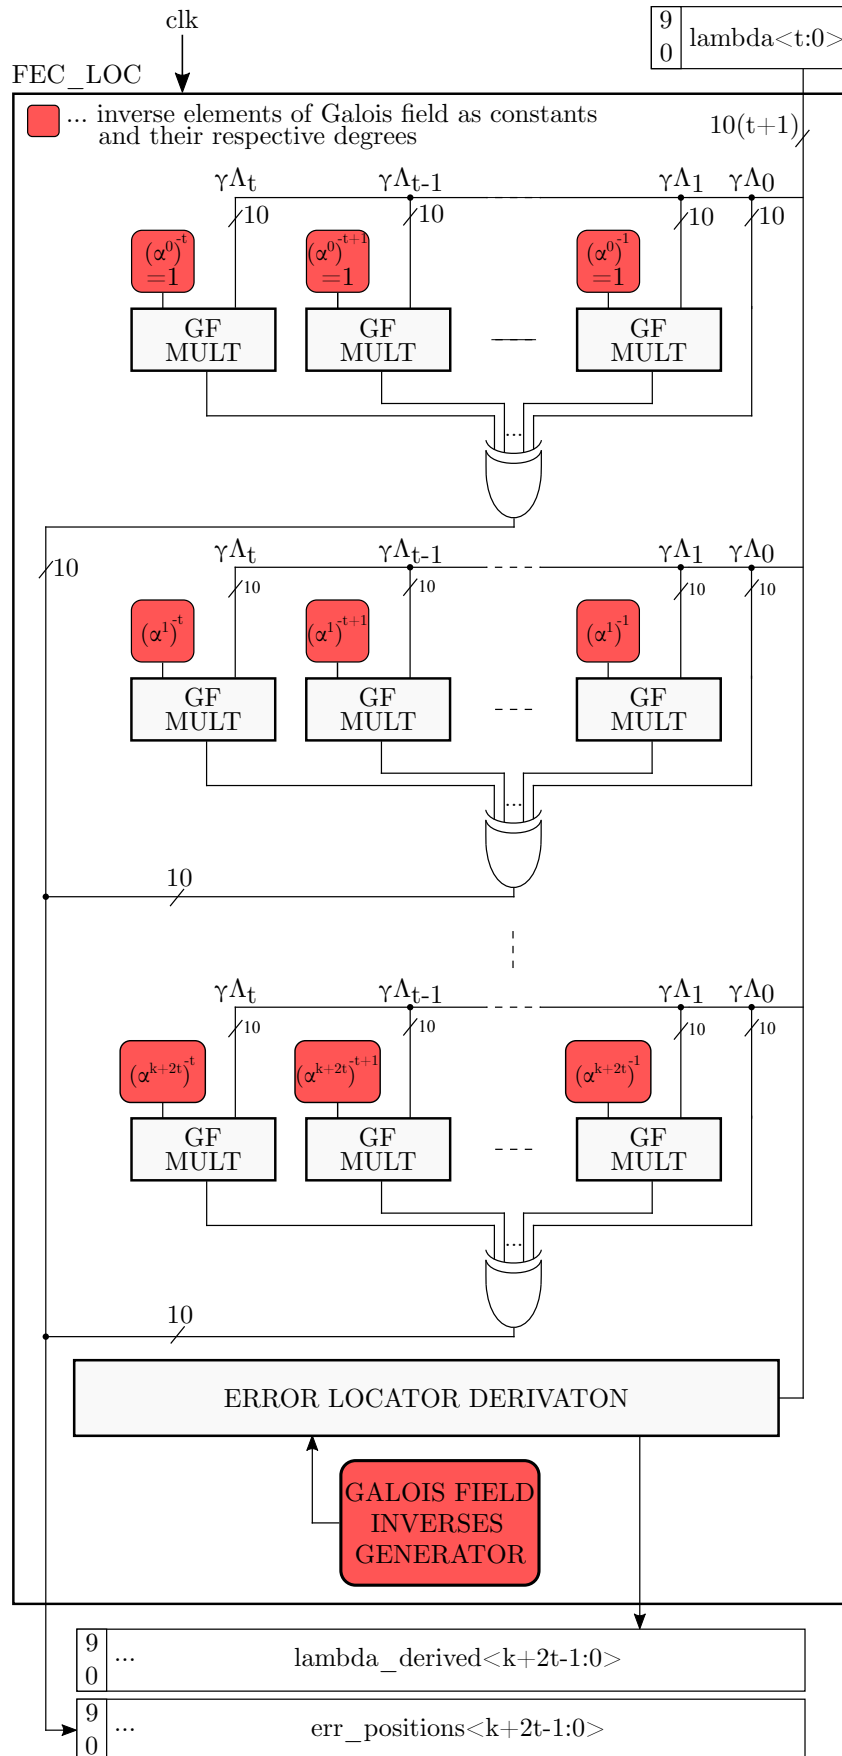 clk
9
0
lambda<t:0>
FEC_LOC
... inverse elements of Galois field as constants
and their respective degrees
10(t+1)
γΛt γΛt-1 γΛ1 γΛ0
10 10 10 10
(α⁰)⁻ᵗ =1
(α⁰)⁻ᵗ⁺¹ =1
(α⁰)⁻¹ =1
GF MULT
GF MULT
GF MULT
...
10
γΛt γΛt-1 γΛ1 γΛ0
10 10 10 10
(α¹)⁻ᵗ
(α¹)⁻ᵗ⁺¹
(α¹)⁻¹
GF MULT
GF MULT
GF MULT
...
10
γΛt γΛt-1 γΛ1 γΛ0
10 10 10 10
(αᵏ⁺²ᵗ)⁻ᵗ
(αᵏ⁺²ᵗ)⁻ᵗ⁺¹
(αᵏ⁺²ᵗ)⁻¹
GF MULT
GF MULT
GF MULT
...
10
ERROR LOCATOR DERIVATON
GALOIS FIELD
INVERSES
GENERATOR
9
0
... lambda_derived<k+2t-1:0>
9
0
... err_positions<k+2t-1:0>